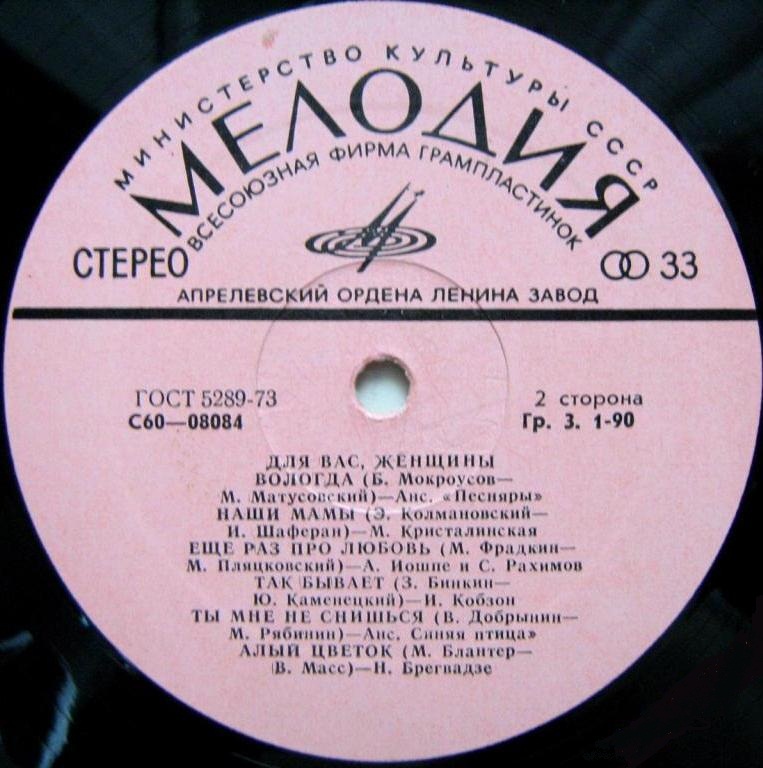 МИНИСТЕРСТВО КУЛЬТУРЫ СССР
МЕЛОДИЯ
ВСЕСОЮЗНАЯ ФИРМА ГРАМПЛАСТИНОК
СТЕРЕО
33
АПРЕЛЕВСКИЙ ОРДЕНА ЛЕНИНА ЗАВОД
ГОСТ 5289-73
2 сторона
С60—08084
Гр. 3. 1-90
ДЛЯ ВАС, ЖЕНЩИНЫ
ВОЛОГДА (Б. Мокроусов—
М. Матусовский)—Анс. «Песняры»
НАШИ МАМЫ (Э. Колмановский—
И. Шаферан)—М. Кристалинская
ЕЩЕ РАЗ ПРО ЛЮБОВЬ (М. Фрадкин—
М. Пляцковский)—А. Иошпе и С. Рахимов
ТАК БЫВАЕТ (З. Бинкин—
Ю. Каменецкий)—И. Кобзон
ТЫ МНЕ НЕ СНИШЬСЯ (В. Добрынин—
М. Рябинин)—Анс. Синяя птица»
АЛЫЙ ЦВЕТОК (М. Блантер—
В. Масс)—Н. Брегвадзе